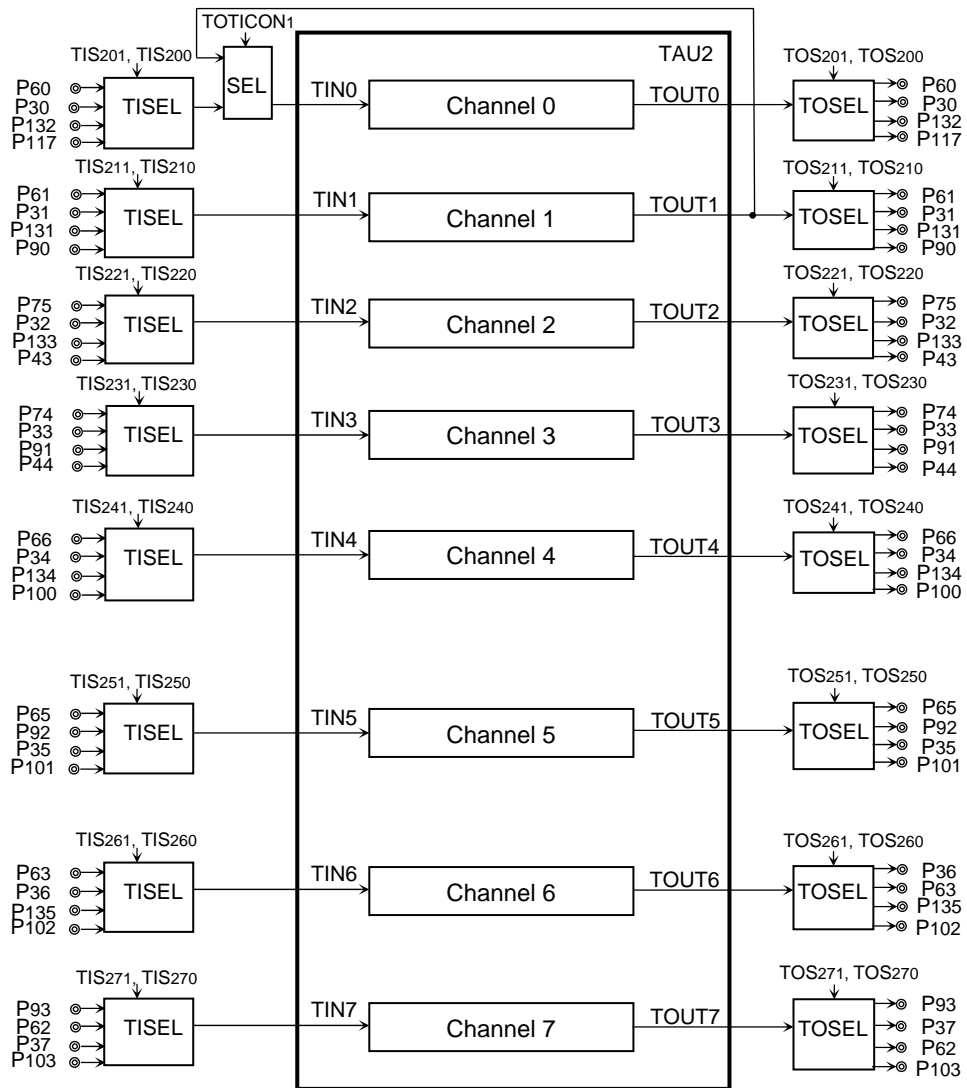 TOTICON1
TAU2
TIS201, TIS200
TOS201, TOS200
P60
P30
P132
P117
TISEL
SEL
TIN0
Channel 0
TOUT0
TOSEL
P60
P30
P132
P117
TIS211, TIS210
TOS211, TOS210
P61
P31
P131
P90
TISEL
TIN1
Channel 1
TOUT1
TOSEL
P61
P31
P131
P90
TIS221, TIS220
TOS221, TOS220
P75
P32
P133
P43
TISEL
TIN2
Channel 2
TOUT2
TOSEL
P75
P32
P133
P43
TIS231, TIS230
TOS231, TOS230
P74
P33
P91
P44
TISEL
TIN3
Channel 3
TOUT3
TOSEL
P74
P33
P91
P44
TIS241, TIS240
TOS241, TOS240
P66
P34
P134
P100
TISEL
TIN4
Channel 4
TOUT4
TOSEL
P66
P34
P134
P100
TIS251, TIS250
TOS251, TOS250
P65
P92
P35
P101
TISEL
TIN5
Channel 5
TOUT5
TOSEL
P65
P92
P35
P101
TIS261, TIS260
TOS261, TOS260
P63
P36
P135
P102
TISEL
TIN6
Channel 6
TOUT6
TOSEL
P36
P63
P135
P102
TIS271, TIS270
TOS271, TOS270
P93
P62
P37
P103
TISEL
TIN7
Channel 7
TOUT7
TOSEL
P93
P37
P62
P103